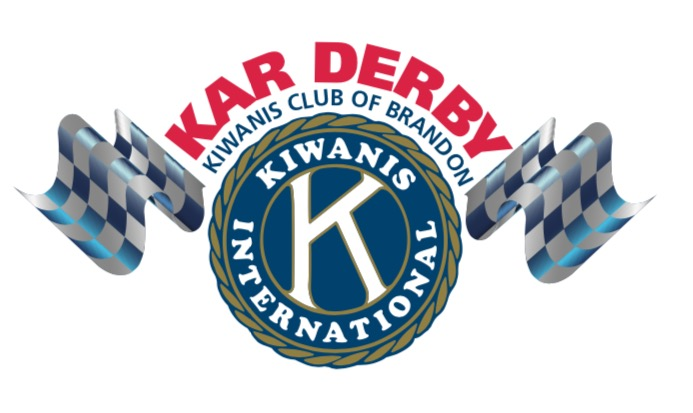 KAR DERBY
KIWANIS CLUB OF BRANDON
KIWANIS
K
INTERNATIONAL